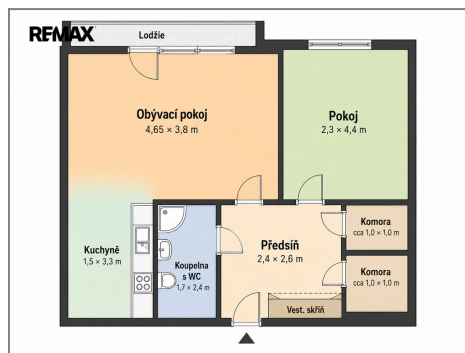 RE/MAX
Lodžie
Obývací pokoj
4,65 × 3,8 m
Pokoj
2,3 × 4,4 m
Kuchyně
1,5 × 3,3 m
Koupelna
s WC
1,7 × 2,4 m
Předsíň
2,4 × 2,6 m
Komora
cca 1,0 × 1,0 m
Komora
cca 1,0 × 1,0 m
Vest. skříň